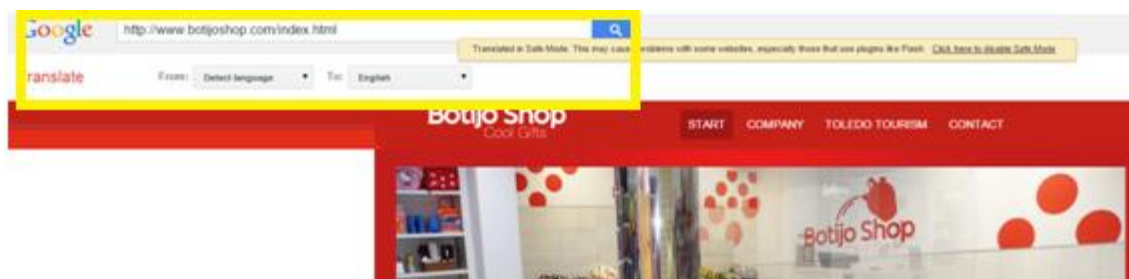 Google http://www.botijoshop.com/index.html
Translated in Safe Mode. This may cause problems with some websites, especially those that use plugins like Flash. Click here to disable Safe Mode
ranslate From: Detect language To: English
Botijo Shop
Cool Gifts
START COMPANY TOLEDO TOURISM CONTACT
Botijo Shop